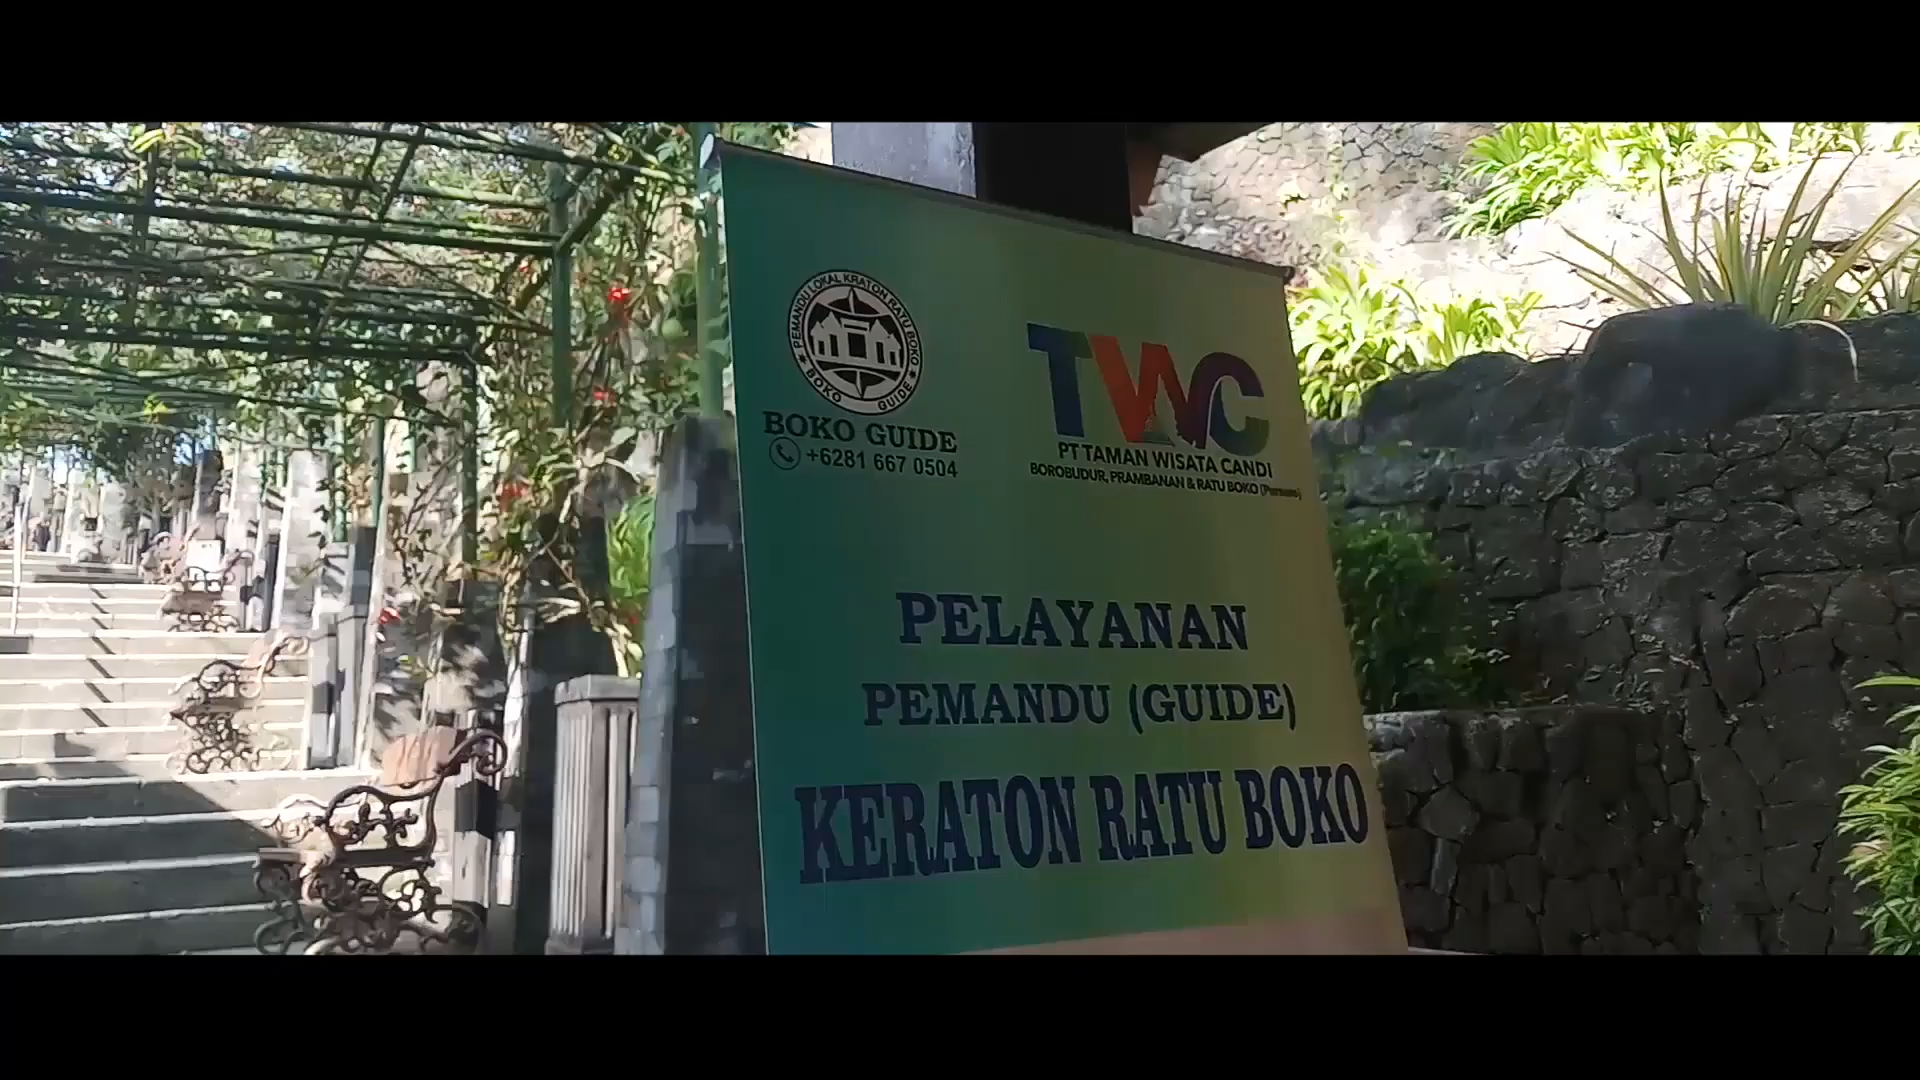 PEMANDU LOKAL KRATON RATU BOKO
BOKO GUIDE
BOKO GUIDE
+6281 667 0504
TWC
PT TAMAN WISATA CANDI
BOROBUDUR, PRAMBANAN & RATU BOKO (Persero)
PELAYANAN
PEMANDU (GUIDE)
KERATON RATU BOKO